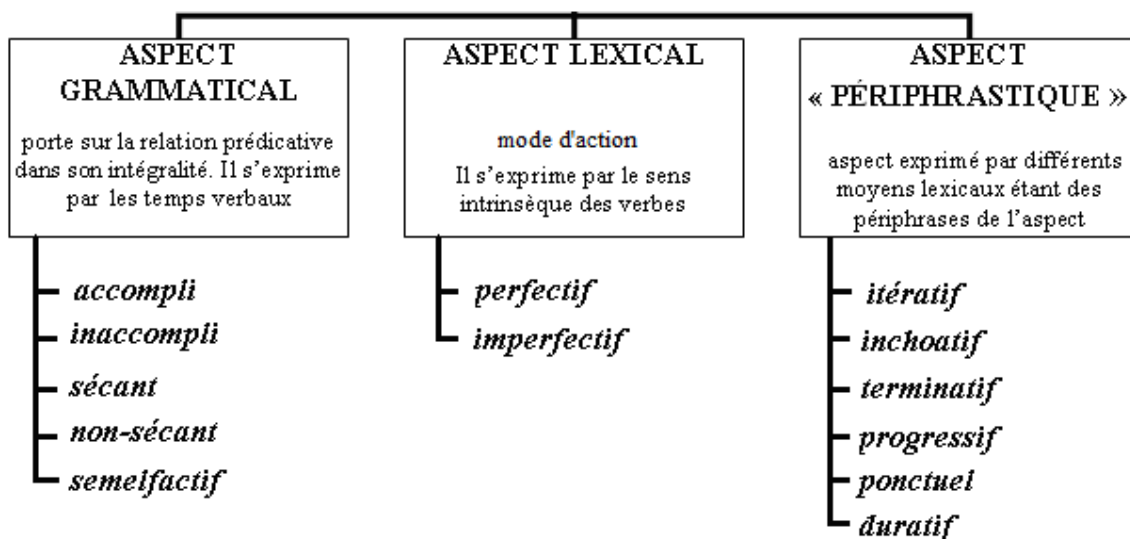 ASPECT
GRAMMATICAL
porte sur la relation prédicative
dans son intégralité. Il s'exprime
par les temps verbaux
accompli
inaccompli
sécant
non-sécant
semelfactif
ASPECT LEXICAL
mode d'action
Il s'exprime par le sens
intrinsèque des verbes
perfectif
imperfectif
ASPECT
« PÉRIPHRASTIQUE »
aspect exprimé par différents
moyens lexicaux étant des
périphrases de l'aspect
itératif
inchoatif
terminatif
progressif
ponctuel
duratif